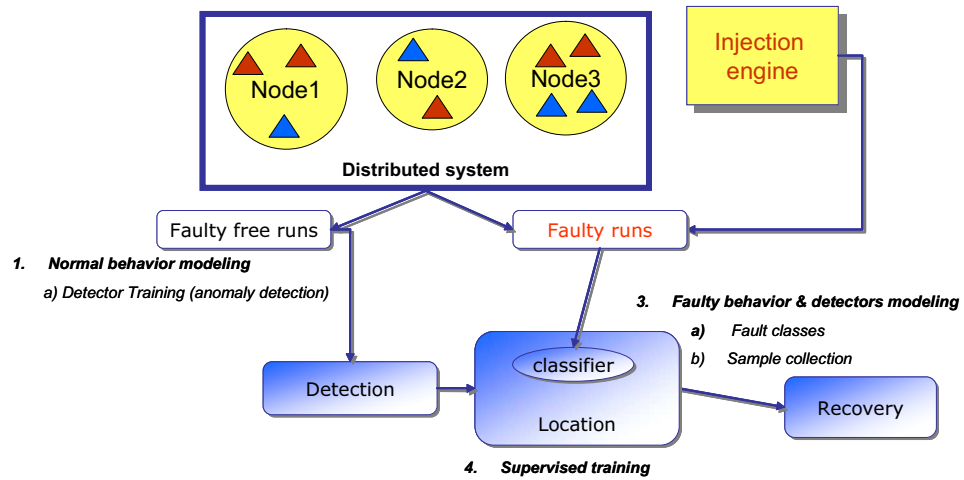 Injection
engine
Node1
Node2
Node3
Distributed system
Faulty free runs
Faulty runs
1. Normal behavior modeling
a) Detector Training (anomaly detection)
3. Faulty behavior & detectors modeling
a) Fault classes
b) Sample collection
classifier
Detection
Location
Recovery
4. Supervised training